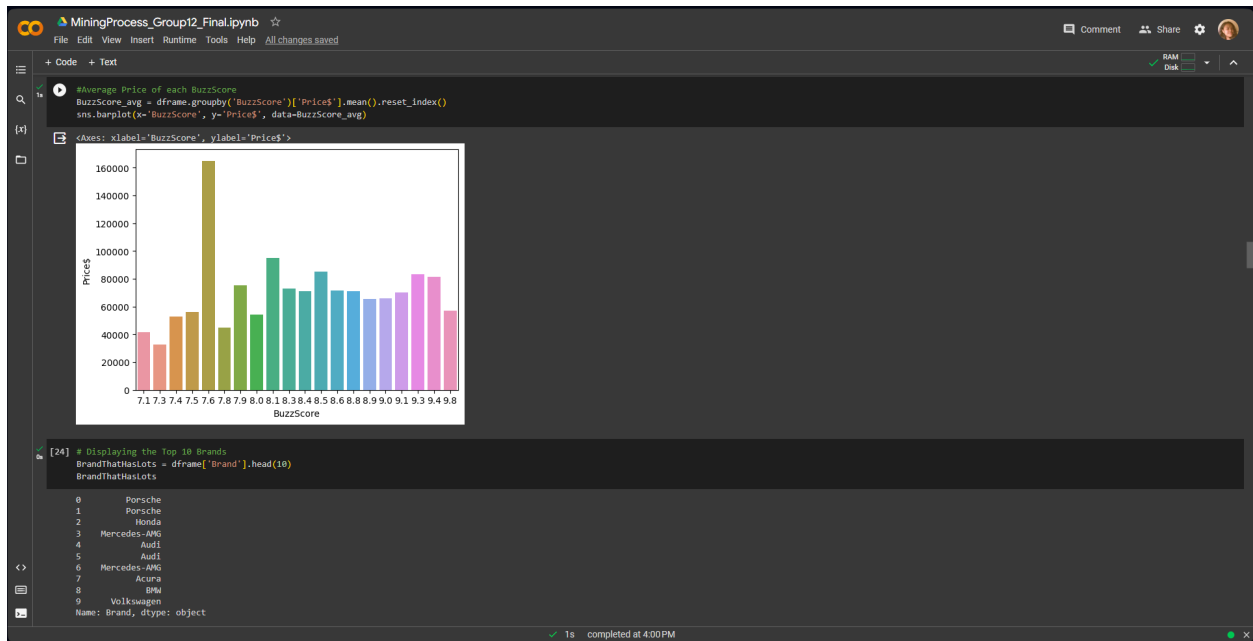 MiningProcess_Group12_Final.ipynb
File Edit View Insert Runtime Tools Help All changes saved
Comment Share
+ Code + Text
RAM
Disk
1s
#Average Price of each BuzzScore
BuzzScore_avg = dframe.groupby('BuzzScore')['Price$'].mean().reset_index()
sns.barplot(x='BuzzScore', y='Price$', data=BuzzScore_avg)
{x}
<Axes: xlabel='BuzzScore', ylabel='Price$'>
160000
140000
120000
100000
80000
60000
40000
20000
0
Price$
7.1 7.3 7.4 7.5 7.6 7.8 7.9 8.0 8.1 8.3 8.4 8.5 8.6 8.8 8.9 9.0 9.1 9.3 9.4 9.8
BuzzScore
0s
[24] # Displaying the Top 10 Brands
BrandThatHasLots = dframe['Brand'].head(10)
BrandThatHasLots
0 Porsche
1 Porsche
2 Honda
3 Mercedes-AMG
4 Audi
5 Audi
6 Mercedes-AMG
7 Acura
8 BMW
9 Volkswagen
Name: Brand, dtype: object
1s completed at 4:00 PM